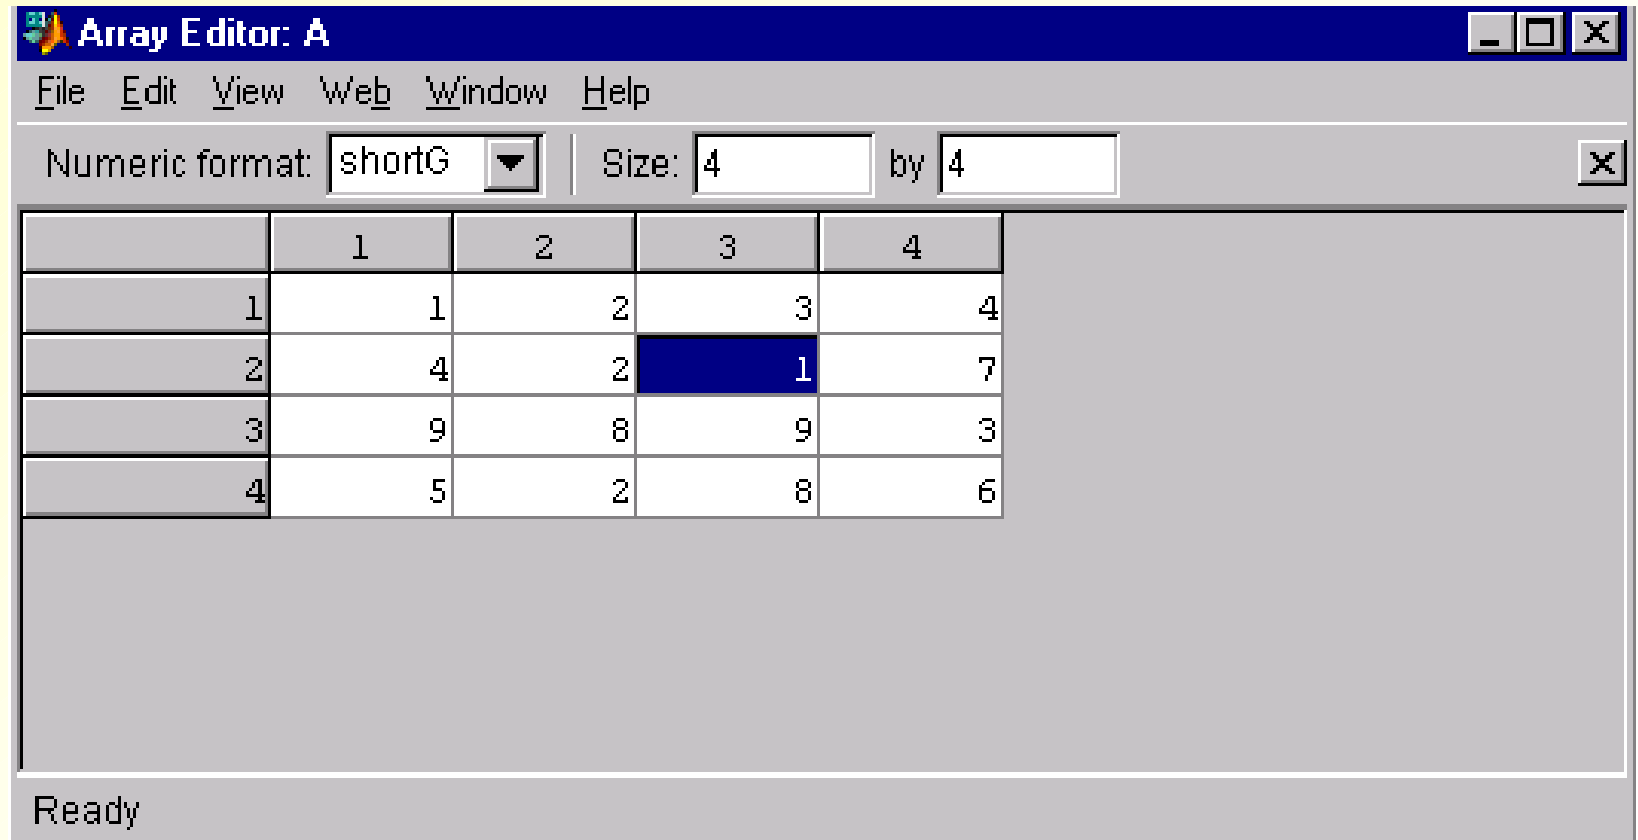 Array Editor: A
File Edit View Web Window Help
Numeric format: shortG Size: 4 by 4
1 2 3 4
1 1 2 3 4
2 4 2 1 7
3 9 8 9 3
4 5 2 8 6
Ready